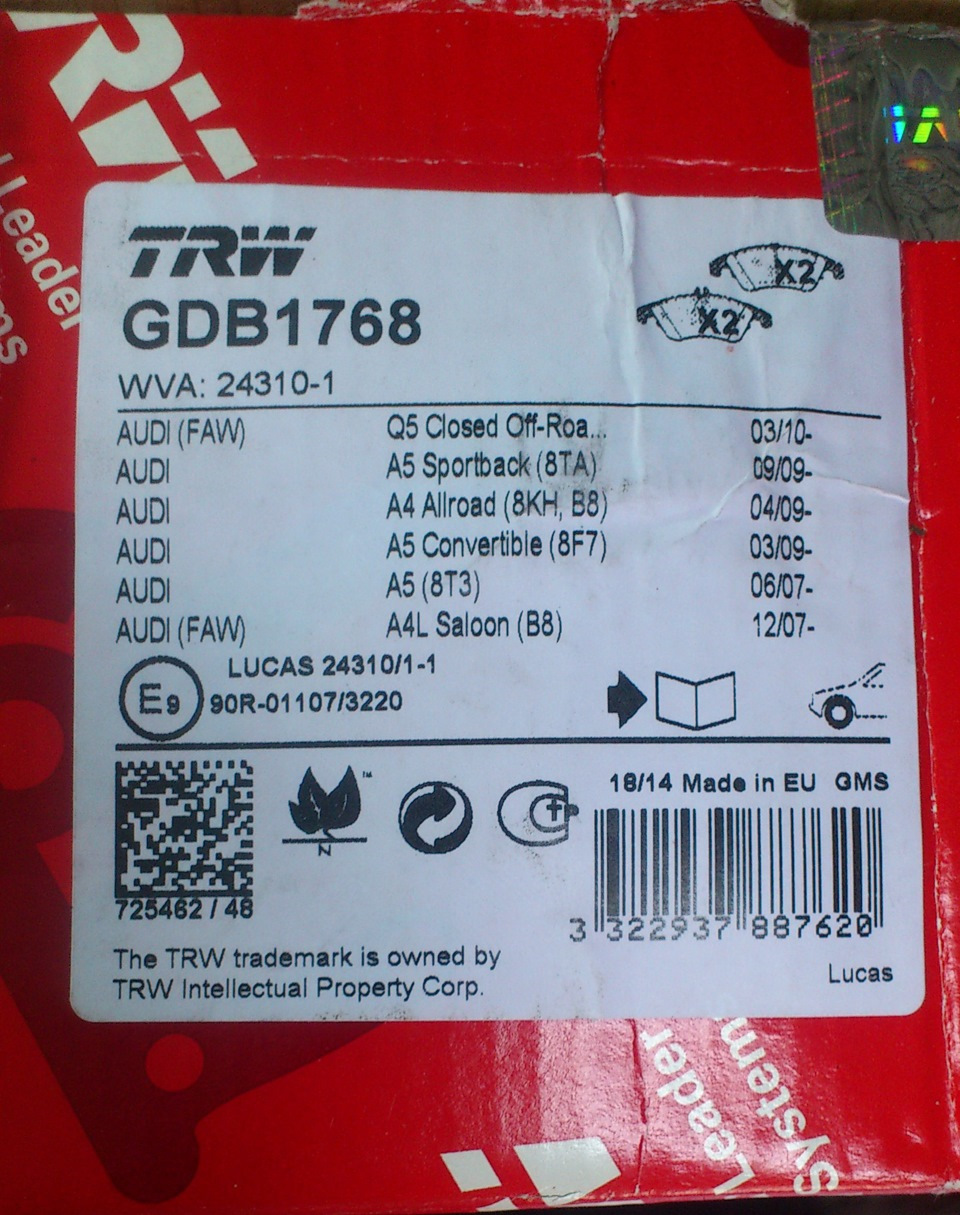 TRW
Leader
ms
TRW
GDB1768
X2
X2
WVA: 24310-1
AUDI (FAW) Q5 Closed Off-Roa... 03/10-
AUDI A5 Sportback (8TA) 09/09-
AUDI A4 Allroad (8KH, B8) 04/09-
AUDI A5 Convertible (8F7) 03/09-
AUDI A5 (8T3) 06/07-
AUDI (FAW) A4L Saloon (B8) 12/07-
LUCAS 24310/1-1
E9 90R-01107/3220
18/14 Made in EU GMS
TM
N
725462 / 48
3 322937 887620
The TRW trademark is owned by
TRW Intellectual Property Corp.
Lucas
Leader
System